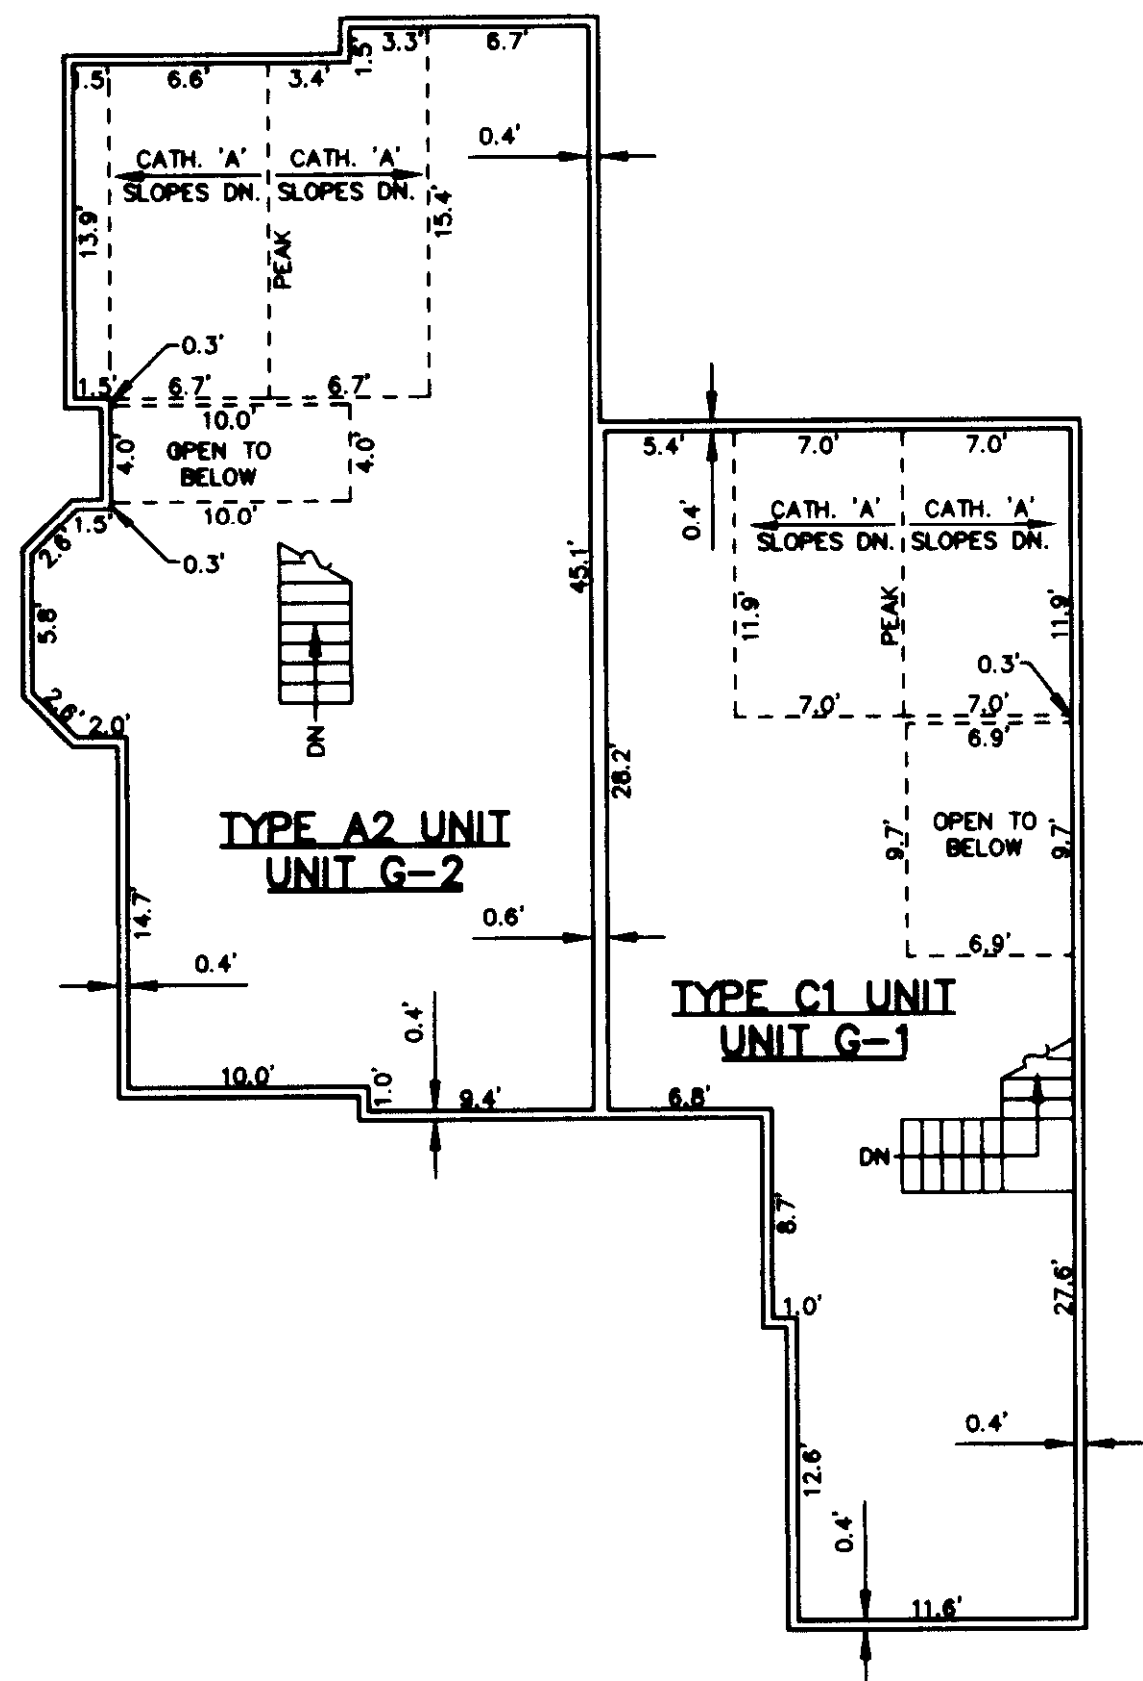 3.3' 6.7'
1.5'
1.5' 6.6' 3.4'
0.4'
CATH. 'A' CATH. 'A'
SLOPES DN. SLOPES DN.
13.9'
15.4'
PEAK
0.3'
1.5' 6.7' 6.7'
10.0'
4.0'
OPEN TO
BELOW
4.0'
10.0'
1.5'
0.3'
2.6'
5.8'
2.6'
2.0'
DN
45.1'
TYPE A2 UNIT
UNIT G-2
14.7'
0.4'
0.6'
0.4'
10.0'
1.0'
9.4'
5.4' 7.0' 7.0'
0.4'
CATH. 'A' CATH. 'A'
SLOPES DN. SLOPES DN.
11.9'
PEAK
11.9'
0.3'
7.0' 7.0'
6.9'
28.2'
9.7'
OPEN TO
BELOW
9.7'
6.9'
TYPE C1 UNIT
UNIT G-1
6.8'
DN
8.7'
1.0'
27.6'
0.4'
12.6'
0.4'
11.6'